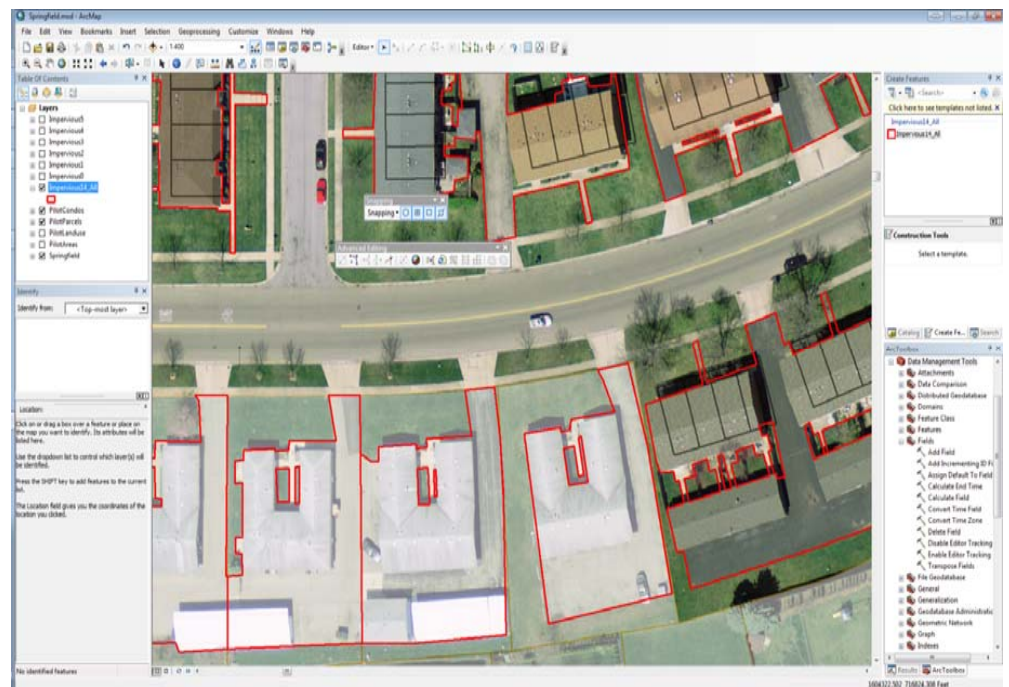 Springfield.mxd - ArcMap
File Edit View Bookmarks Insert Selection Geoprocessing Customize Windows Help
1:400
Editor
Table Of Contents
Layers
Impervious5
Impervious4
Impervious3
Impervious2
Impervious1
Impervious0
Impervious14_All
PilotCondos
PilotParcels
PilotLanduse
PilotAreas
Springfield
Identify
Identify from: <Top-most layer>
Location:
Click on or drag a box over a feature or place on
the map you want to identify. Its attributes will be
listed here.
Use the dropdown list to control which layer(s) will
be identified.
Press the SHIFT key to add features to the current
list.
The Location field gives you the coordinates of the
location you clicked.
No identified features
Snapping
Snapping
Advanced Editing
Create Features
<Search>
Click here to see templates not listed.
Impervious14_All
Impervious14_All
Construction Tools
Select a template.
Catalog Create Fe... Search
ArcToolbox
Data Management Tools
Attachments
Data Comparison
Distributed Geodatabase
Domains
Feature Class
Features
Fields
Add Field
Add Incrementing ID Fi
Assign Default To Field
Calculate End Time
Calculate Field
Convert Time Field
Convert Time Zone
Delete Field
Disable Editor Tracking
Enable Editor Tracking
Transpose Fields
File Geodatabase
General
Generalization
Geodatabase Administratic
Geometric Network
Graph
Indexes
Results ArcToolbox
Feet